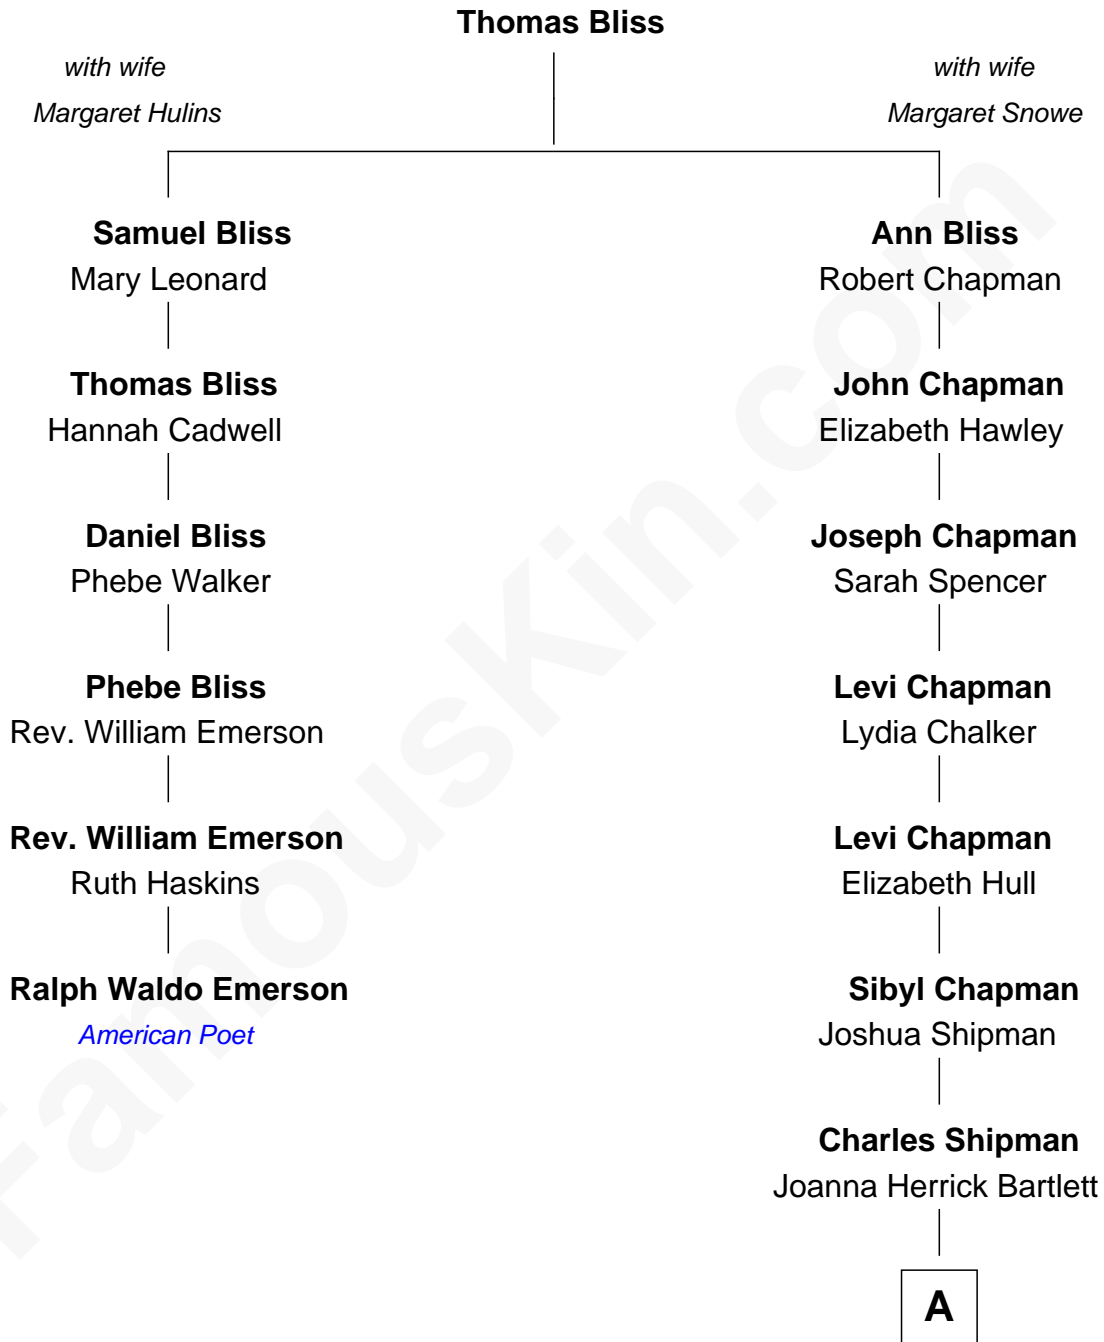 Thomas Bliss
with wife
Margaret Hulins
with wife
Margaret Snowe
Samuel Bliss
Mary Leonard
Ann Bliss
Robert Chapman
Thomas Bliss
Hannah Cadwell
John Chapman
Elizabeth Hawley
Daniel Bliss
Phebe Walker
Joseph Chapman
Sarah Spencer
Phebe Bliss
Rev. William Emerson
Levi Chapman
Lydia Chalker
Rev. William Emerson
Ruth Haskins
Levi Chapman
Elizabeth Hull
Ralph Waldo Emerson
American Poet
Sibyl Chapman
Joshua Shipman
Charles Shipman
Joanna Herrick Bartlett
A
FamousKin.com